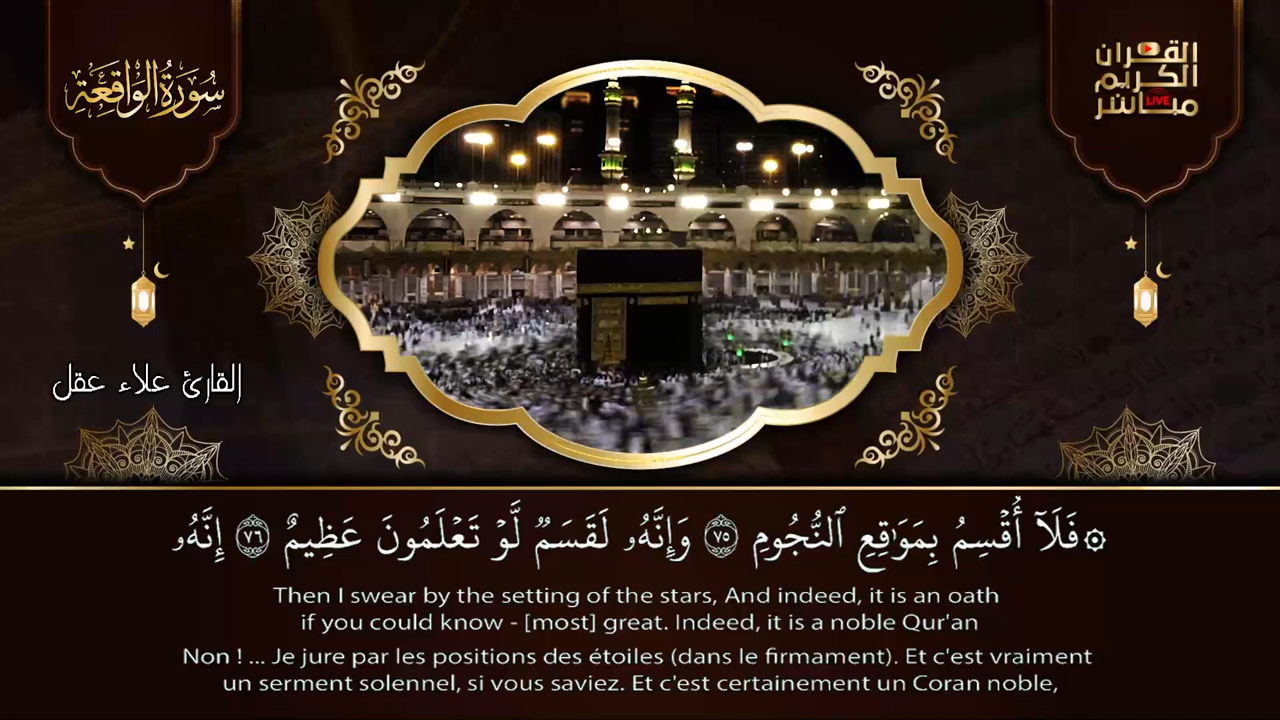 سُورَةُ الْوَاقِعَة
القرآن
الكريم
مباشر
LIVE
القارئ علاء عقل
۞ فَلَآ أُقْسِمُ بِمَوَٰقِعِ ٱلنُّجُومِ ٧٥ وَإِنَّهُۥ لَقَسَمٌ لَّوْ تَعْلَمُونَ عَظِيمٌ ٧٦ إِنَّهُۥ
Then I swear by the setting of the stars, And indeed, it is an oath
if you could know - [most] great. Indeed, it is a noble Qur'an
Non ! ... Je jure par les positions des étoiles (dans le firmament). Et c'est vraiment
un serment solennel, si vous saviez. Et c'est certainement un Coran noble,